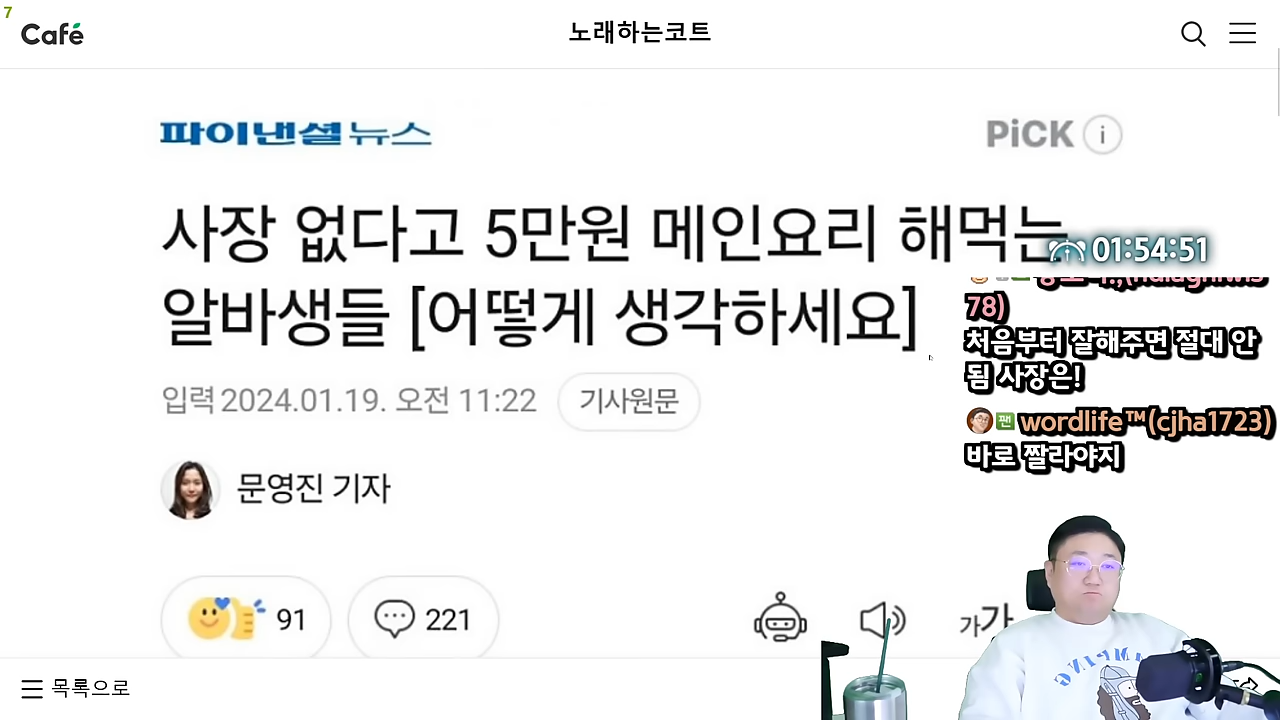 7
Café
노래하는코트
파이낸셜뉴스
PiCK i
사장 없다고 5만원 메인요리 해먹는
알바생들 [어떻게 생각하세요]
01:54:51
78)
처음부터 잘해주면 절대 안
됨 사장은!
팬 wordlife™(cjha1723)
바로 짤라야지
입력 2024.01.19. 오전 11:22
기사원문
문영진 기자
91
221
가가
목록으로